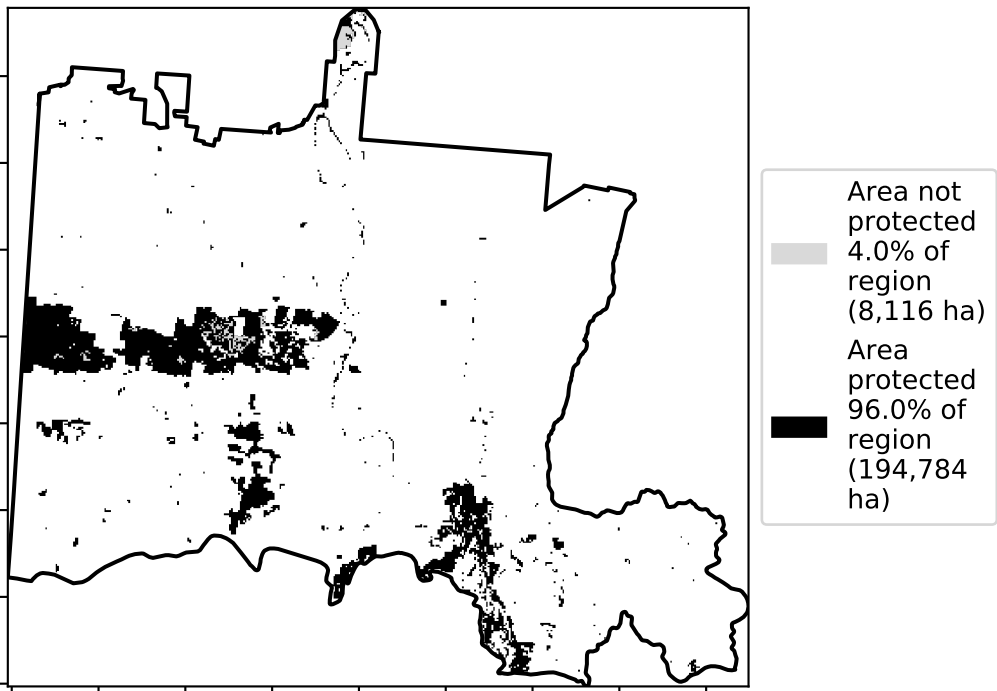 Area not
protected
4.0% of
region
(8,116 ha)
Area
protected
96.0% of
region
(194,784
ha)